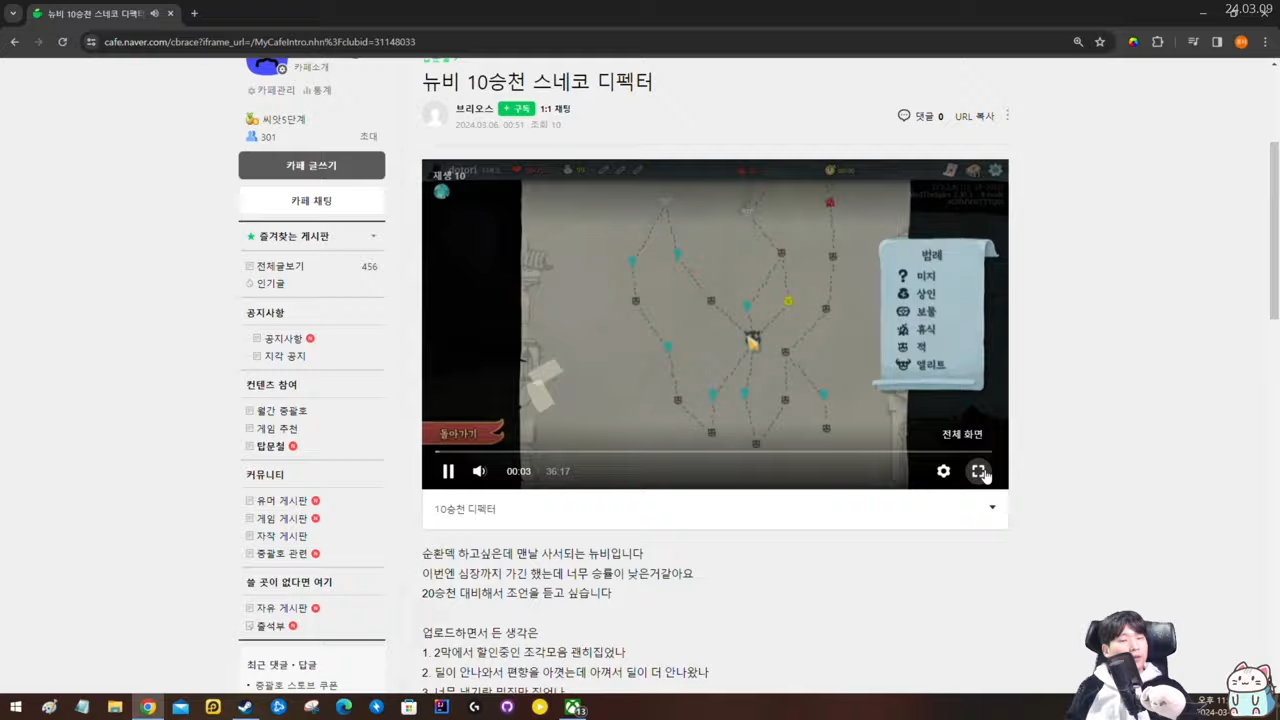 24.03.09
뉴비 10승천 스네코 디펙터
cafe.naver.com/cbrace?iframe_url=/MyCafeIntro.nhn%3Fclubid=31148033
카페소개
카페관리 통계
씨앗5단계
301 초대
카페 글쓰기
카페 채팅
즐겨찾는 게시판
전체글보기 456
인기글
공지사항
공지사항
지각 공지
컨텐츠 참여
월간 중괄호
게임 추천
탑문철
커뮤니티
유머 게시판
게임 게시판
자작 게시판
중괄호 관련
쓸 곳이 없다면 여기
자유 게시판
출석부
최근 댓글 · 답글
중괄호 스토브 쿠폰
뉴비 10승천 스네코 디펙터
브리오스 + 구독 1:1 채팅
2024.03.06. 00:51 조회 10
댓글 0 URL 복사
재생 10
범례
미지
상인
보물
휴식
적
엘리트
돌아가기
전체 화면
00:03 36:17
10승천 디펙터
순환덱 하고싶은데 맨날 사서되는 뉴비입니다
이번엔 심장까지 가긴 했는데 너무 승률이 낮은거같아요
20승천 대비해서 조언을 듣고 싶습니다
업로드하면서 든 생각은
1. 2막에서 할인중인 조각모음 괜히집었나
2. 딜이 안나와서 편향을 아꼈는데 아껴서 딜이 더 안나왔나
13